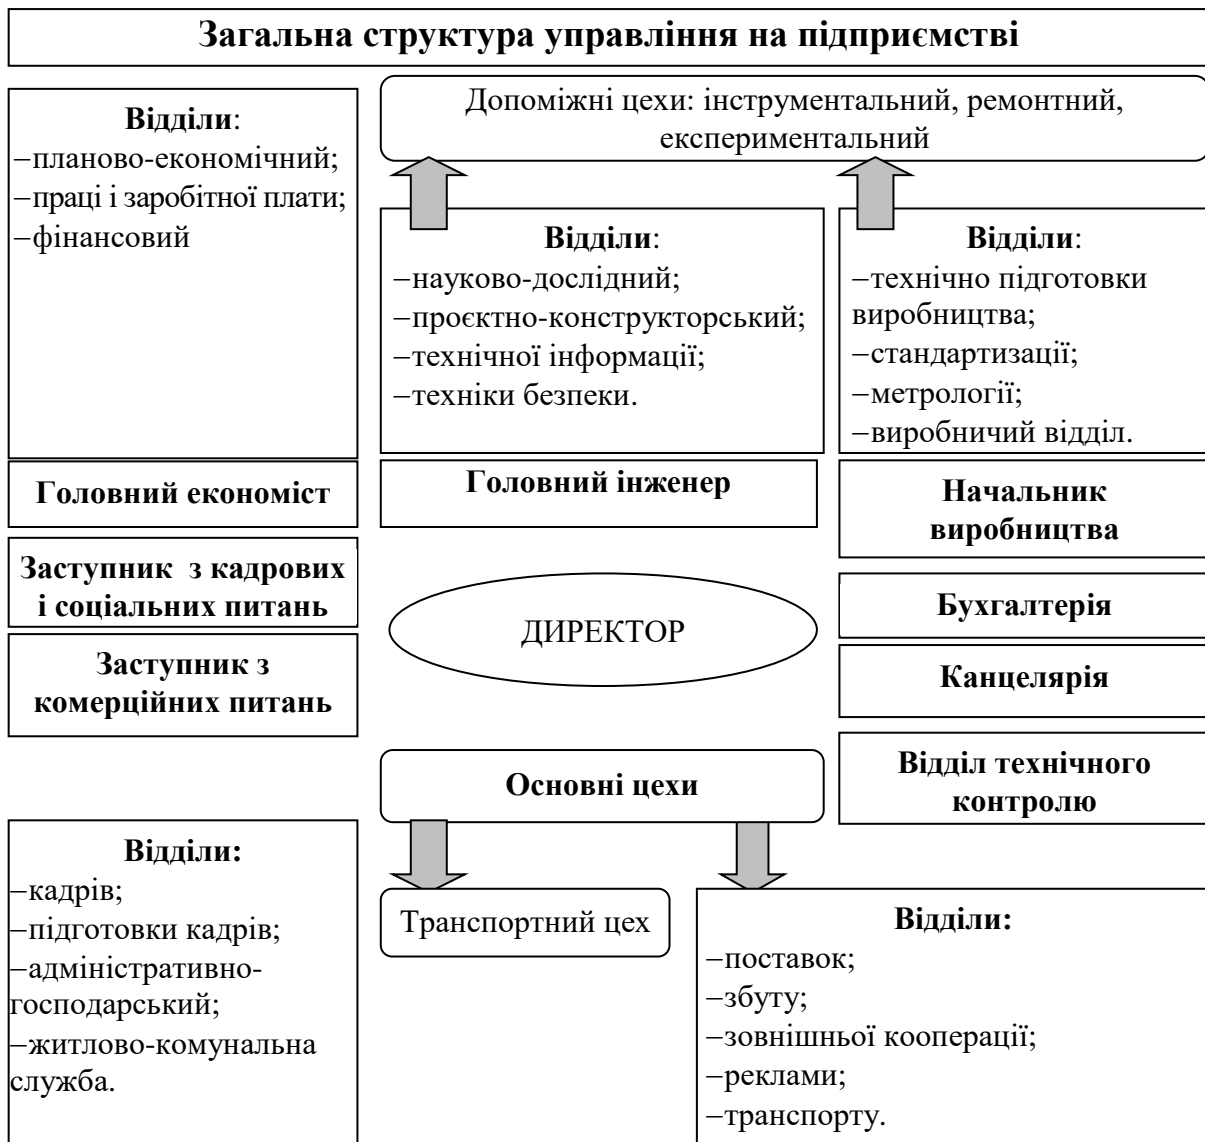 Загальна структура управління на підприємстві
Відділи:
–планово-економічний;
–праці і заробітної плати;
–фінансовий
Допоміжні цехи: інструментальний, ремонтний,
експериментальний
Відділи:
–науково-дослідний;
–проєктно-конструкторський;
–технічної інформації;
–техніки безпеки.
Відділи:
–технічно підготовки
виробництва;
–стандартизації;
–метрології;
–виробничий відділ.
Головний економіст
Головний інженер
Начальник
виробництва
Заступник з кадрових
і соціальних питань
ДИРЕКТОР
Бухгалтерія
Заступник з
комерційних питань
Канцелярія
Основні цехи
Відділ технічного
контролю
Відділи:
–кадрів;
–підготовки кадрів;
–адміністративно-
господарський;
–житлово-комунальна
служба.
Транспортний цех
Відділи:
–поставок;
–збуту;
–зовнішньої кооперації;
–реклами;
–транспорту.